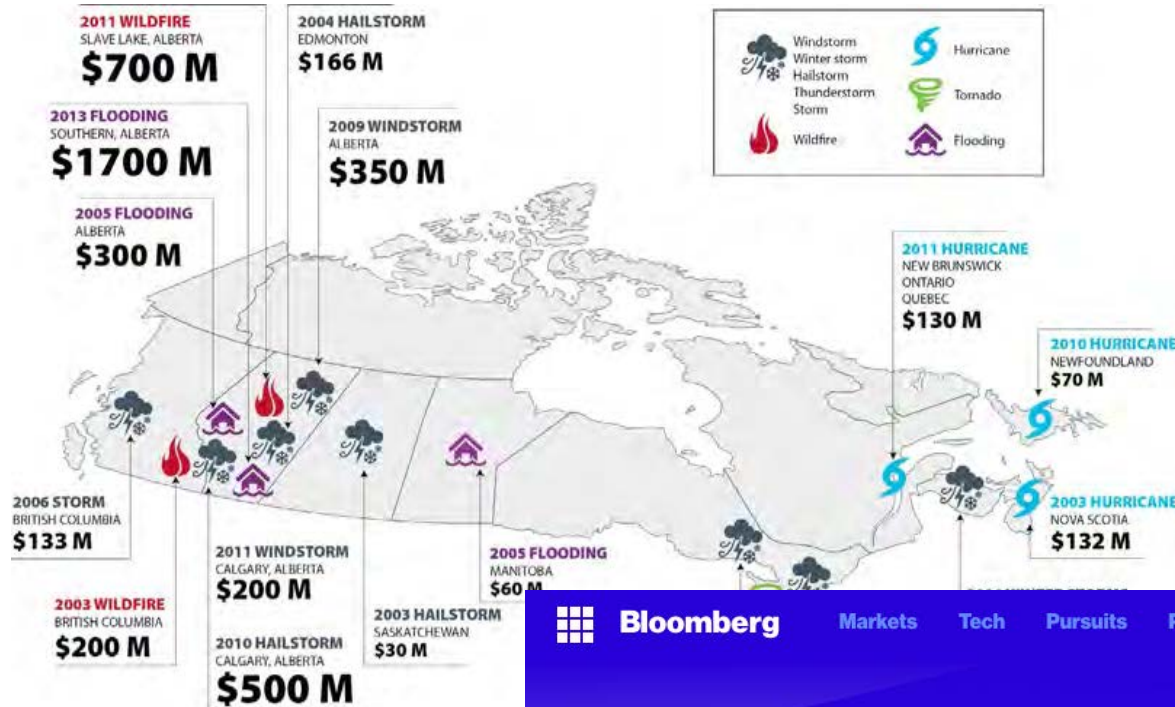 2011 WILDFIRE
SLAVE LAKE, ALBERTA
$700 M
2004 HAILSTORM
EDMONTON
$166 M
2013 FLOODING
SOUTHERN, ALBERTA
$1700 M
2009 WINDSTORM
ALBERTA
$350 M
2005 FLOODING
ALBERTA
$300 M
Windstorm
Winter storm
Hailstorm
Thunderstorm
Storm
Wildfire
Hurricane
Tornado
Flooding
2011 HURRICANE
NEW BRUNSWICK
ONTARIO
QUEBEC
$130 M
2010 HURRICANE
NEWFOUNDLAND
$70 M
2003 HURRICANE
NOVA SCOTIA
$132 M
2006 STORM
BRITISH COLUMBIA
$133 M
2003 WILDFIRE
BRITISH COLUMBIA
$200 M
2011 WINDSTORM
CALGARY, ALBERTA
$200 M
2010 HAILSTORM
CALGARY, ALBERTA
$500 M
2003 HAILSTORM
SASKATCHEWAN
$30 M
2005 FLOODING
MANITOBA
$60 M
Bloomberg Markets Tech Pursuits